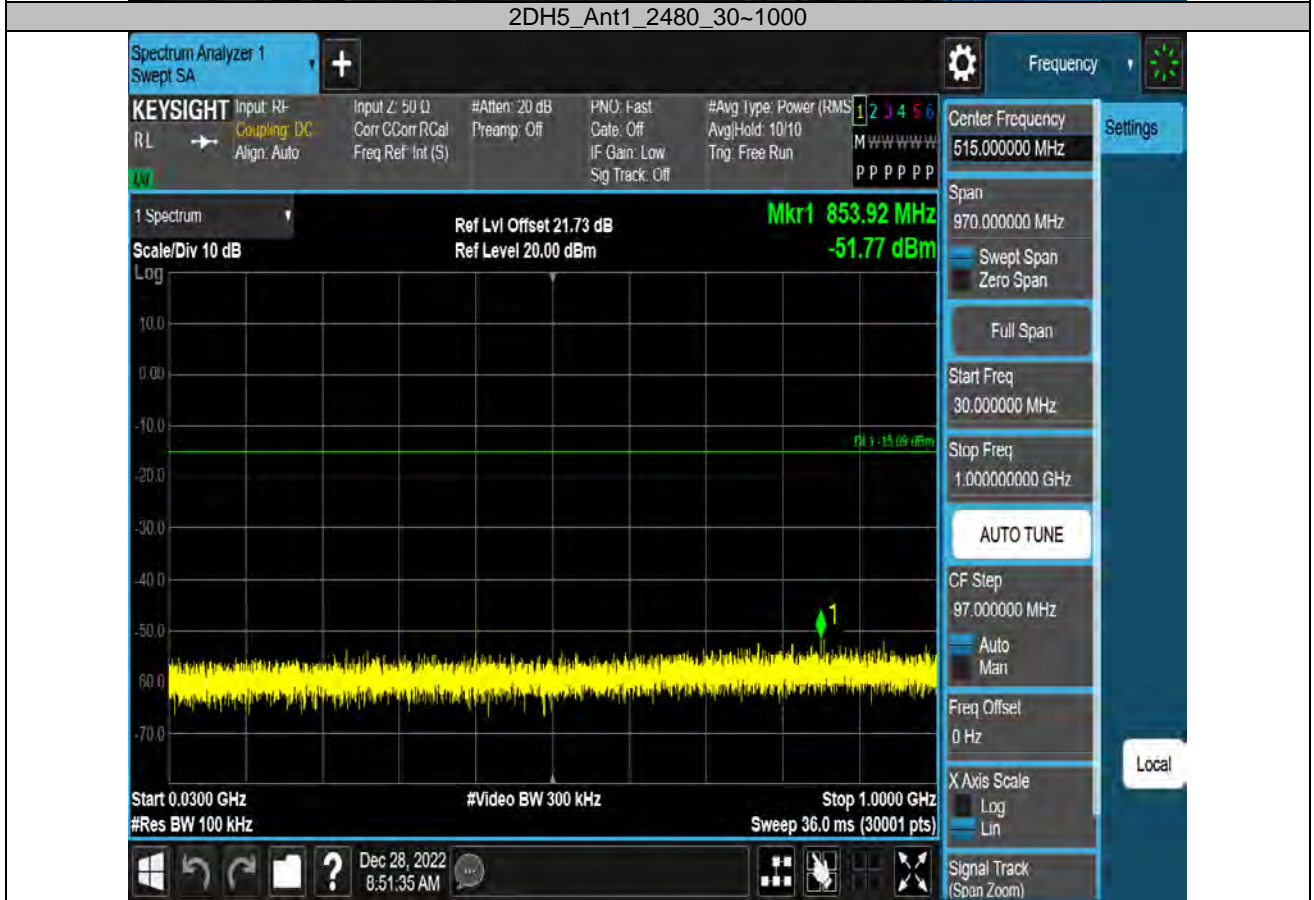 2DH5_Ant1_2480_30~1000
Spectrum Analyzer 1
Swept SA
Frequency
KEYSIGHT
RL
Input: RF
Coupling: DC
Align: Auto
Input Z: 50 Ω
Corr CCorr RCal
Freq Ref: Int (S)
#Atten: 20 dB
Preamp: Off
PNO: Fast
Gate: Off
IF Gain: Low
Sig Track: Off
#Avg Type: Power (RMS
Avg|Hold: 10/10
Trig: Free Run
1 2 3 4 5 6
M W W W W W
P P P P P P
1 Spectrum
Scale/Div 10 dB
Log
Ref Lvl Offset 21.73 dB
Ref Level 20.00 dBm
Mkr1 853.92 MHz
-51.77 dBm
10.0
0.00
-10.0
DL1 -15.09 dBm
-20.0
-30.0
-40.0
1
-50.0
-60.0
-70.0
Start 0.0300 GHz
#Res BW 100 kHz
#Video BW 300 kHz
Stop 1.0000 GHz
Sweep 36.0 ms (30001 pts)
Dec 28, 2022
8:51:35 AM
Center Frequency
515.000000 MHz
Settings
Span
970.000000 MHz
Swept Span
Zero Span
Full Span
Start Freq
30.000000 MHz
Stop Freq
1.000000000 GHz
AUTO TUNE
CF Step
97.000000 MHz
Auto
Man
Freq Offset
0 Hz
Local
X Axis Scale
Log
Lin
Signal Track
(Span Zoom)